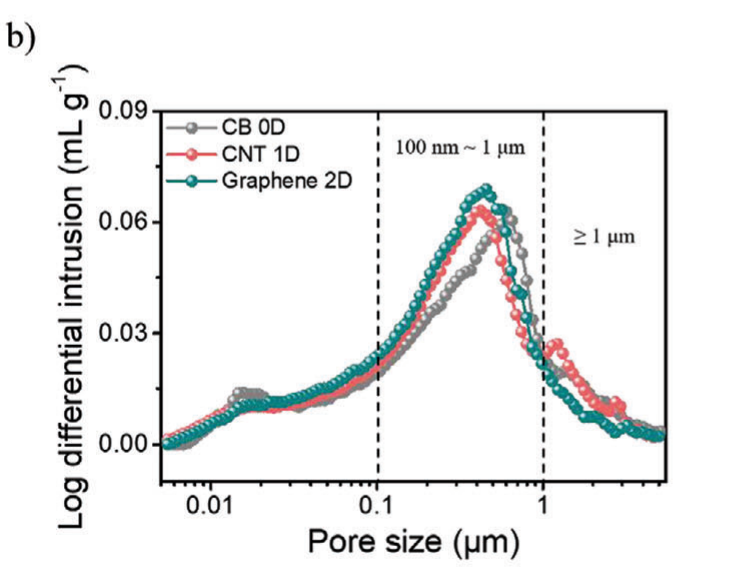 b)
Log differential intrusion (mL g⁻¹)
0.09
0.06
0.03
0.00
CB 0D
CNT 1D
Graphene 2D
100 nm ~ 1 μm
≥ 1 μm
0.01
0.1
1
Pore size (μm)